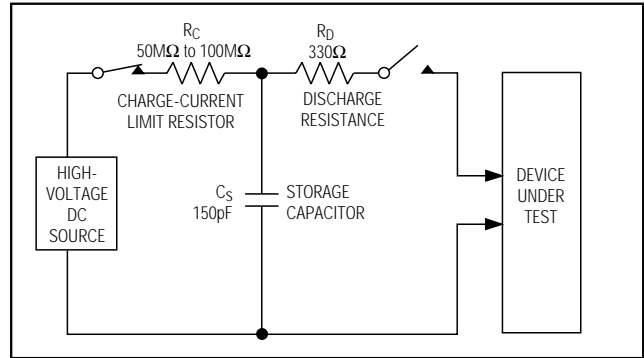 R_C
50MΩ to 100MΩ
CHARGE-CURRENT
LIMIT RESISTOR
R_D
330Ω
DISCHARGE
RESISTANCE
HIGH-
VOLTAGE
DC
SOURCE
C_S
150pF
STORAGE
CAPACITOR
DEVICE
UNDER
TEST